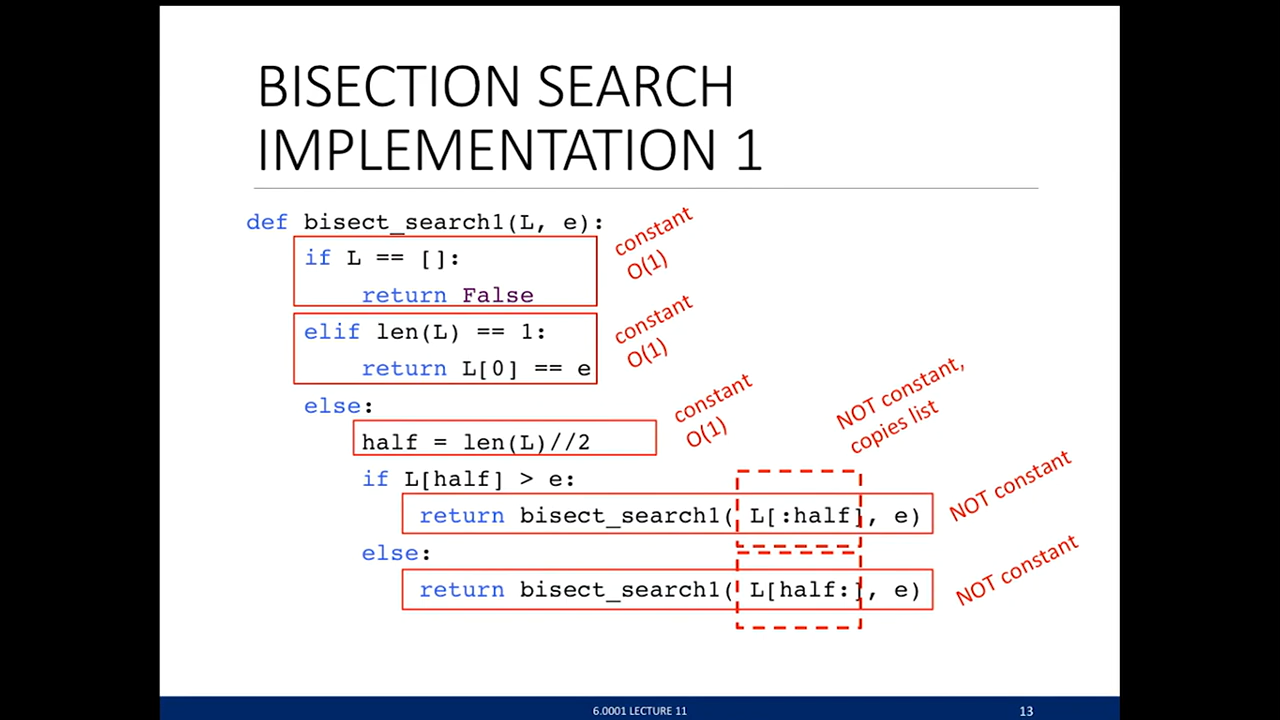 BISECTION SEARCH
IMPLEMENTATION 1
def bisect_search1(L, e):
if L == []:
return False
constant
O(1)
elif len(L) == 1:
return L[0] == e
constant
O(1)
else:
half = len(L)//2
constant
O(1)
if L[half] > e:
return bisect_search1( L[:half], e)
NOT constant,
copies list
NOT constant
else:
return bisect_search1( L[half:], e)
NOT constant
6.0001 LECTURE 11
13